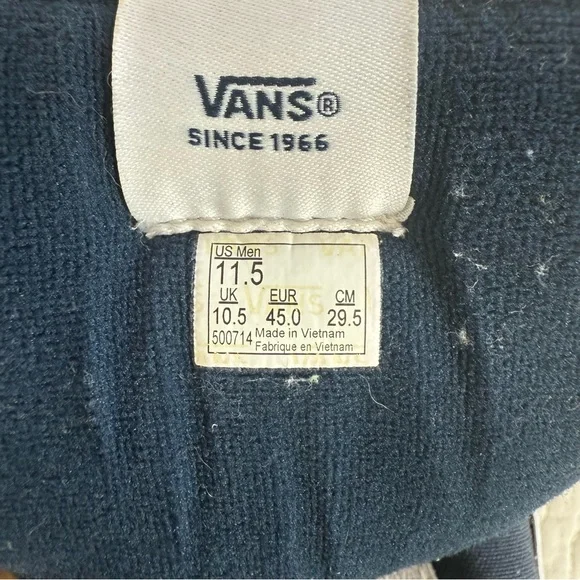 VANS®
SINCE 1966
US Men
11.5
UK EUR CM
10.5 45.0 29.5
500714 Made in Vietnam
Fabrique en Vietnam